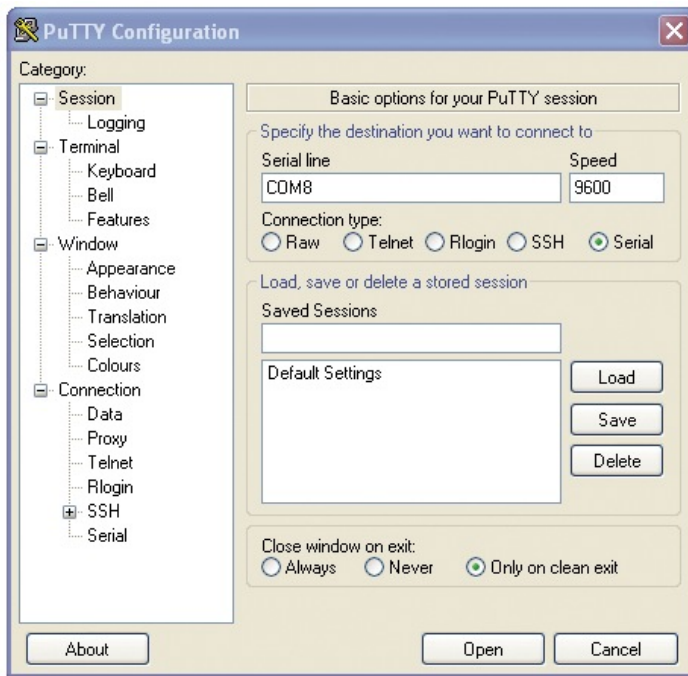 PuTTY Configuration
Category:
Session
Logging
Terminal
Keyboard
Bell
Features
Window
Appearance
Behaviour
Translation
Selection
Colours
Connection
Data
Proxy
Telnet
Rlogin
SSH
Serial
Basic options for your PuTTY session
Specify the destination you want to connect to
Serial line Speed
COM8 9600
Connection type:
Raw Telnet Rlogin SSH Serial
Load, save or delete a stored session
Saved Sessions
Default Settings
Load
Save
Delete
Close window on exit:
Always Never Only on clean exit
About Open Cancel